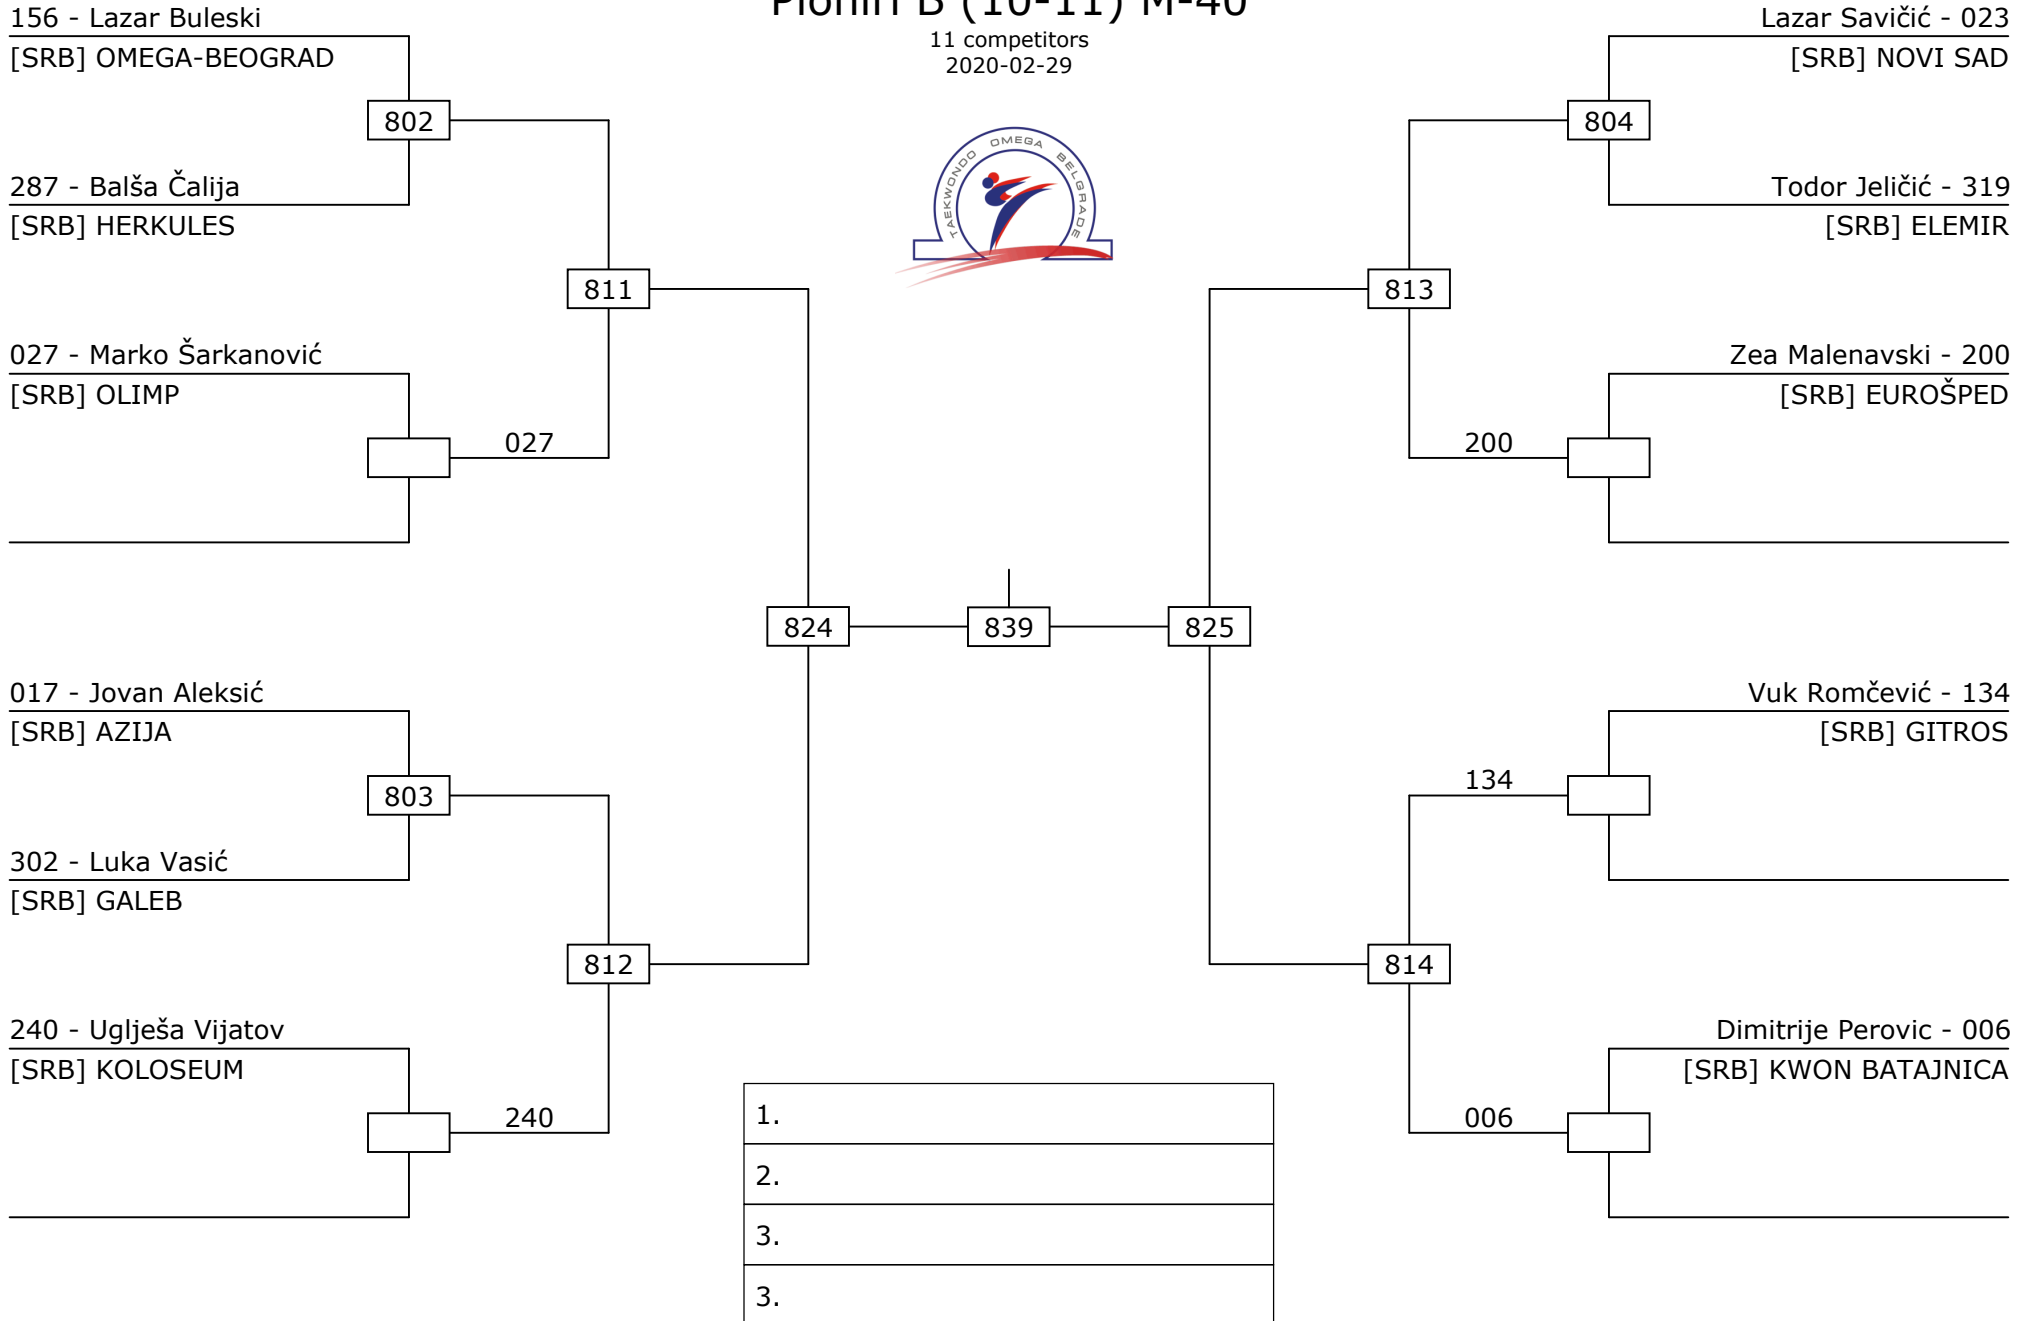 Pioniri B (10-11) M-40
11 competitors
2020-02-29
TAEKWONDO OMEGA BELGRADE
156 - Lazar Buleski
[SRB] OMEGA-BEOGRAD
802
287 - Balša Čalija
[SRB] HERKULES
811
027 - Marko Šarkanović
[SRB] OLIMP
027
824
017 - Jovan Aleksić
[SRB] AZIJA
803
302 - Luka Vasić
[SRB] GALEB
812
240 - Uglješa Vijatov
[SRB] KOLOSEUM
240
839
Lazar Savičić - 023
[SRB] NOVI SAD
804
Todor Jeličić - 319
[SRB] ELEMIR
813
Zea Malenavski - 200
[SRB] EUROŠPED
200
825
Vuk Romčević - 134
[SRB] GITROS
134
814
Dimitrije Perovic - 006
[SRB] KWON BATAJNICA
006
1.
2.
3.
3.